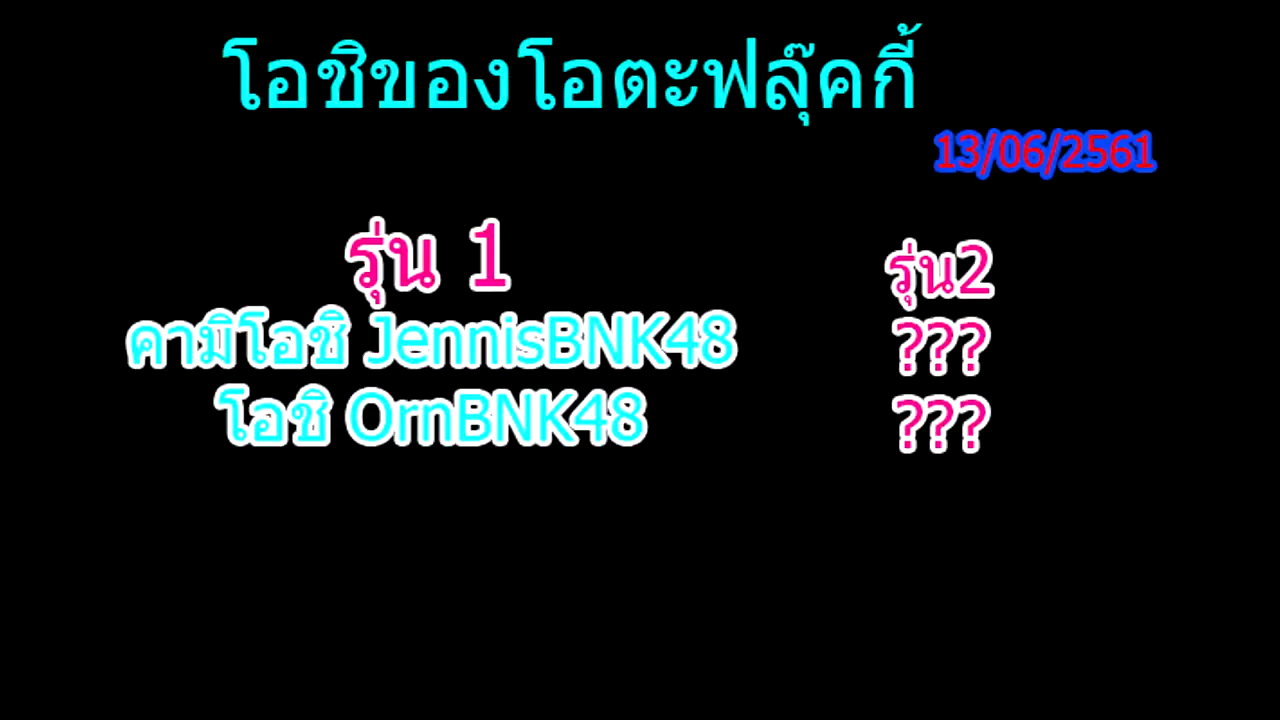 โอชิของโอตะฟลุ๊คกี้
13/06/2561
รุ่น 1
คามิโอชิ JennisBNK48
โอชิ OrnBNK48
รุ่น2
???
???